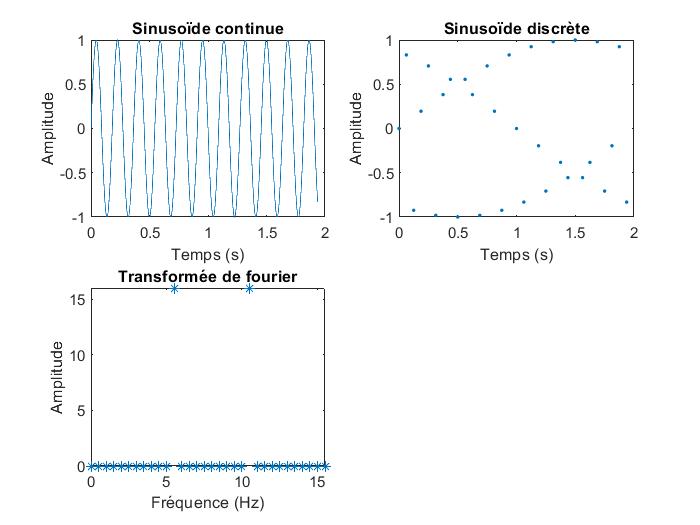 Sinusoïde continue
1
0.5
0
-0.5
-1
0 0.5 1 1.5 2
Amplitude
Temps (s)
Sinusoïde discrète
1
0.5
0
-0.5
-1
0 0.5 1 1.5 2
Amplitude
Temps (s)
Transformée de fourier
15
10
5
0
0 5 10 15
Amplitude
Fréquence (Hz)